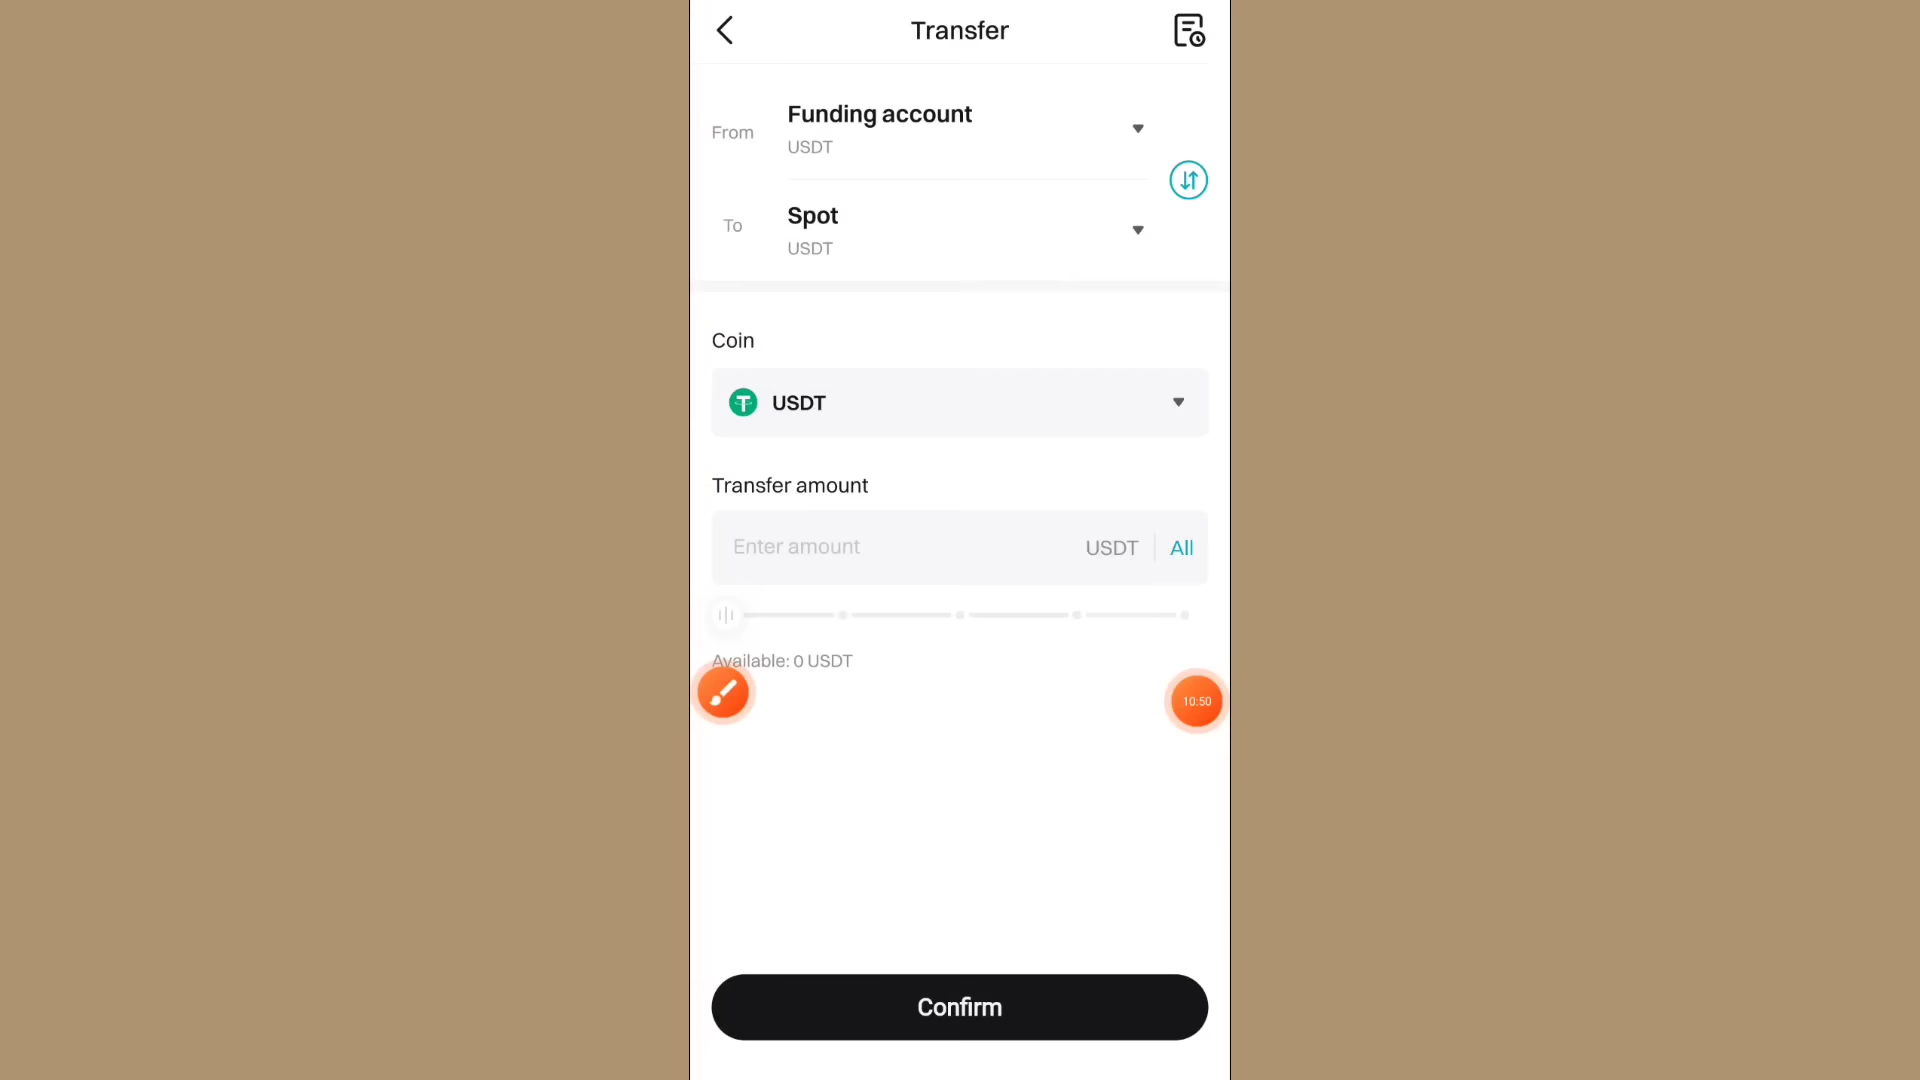 Transfer
From
Funding account
USDT
To
Spot
USDT
Coin
USDT
Transfer amount
Enter amount USDT All
Available: 0 USDT
10:50
Confirm